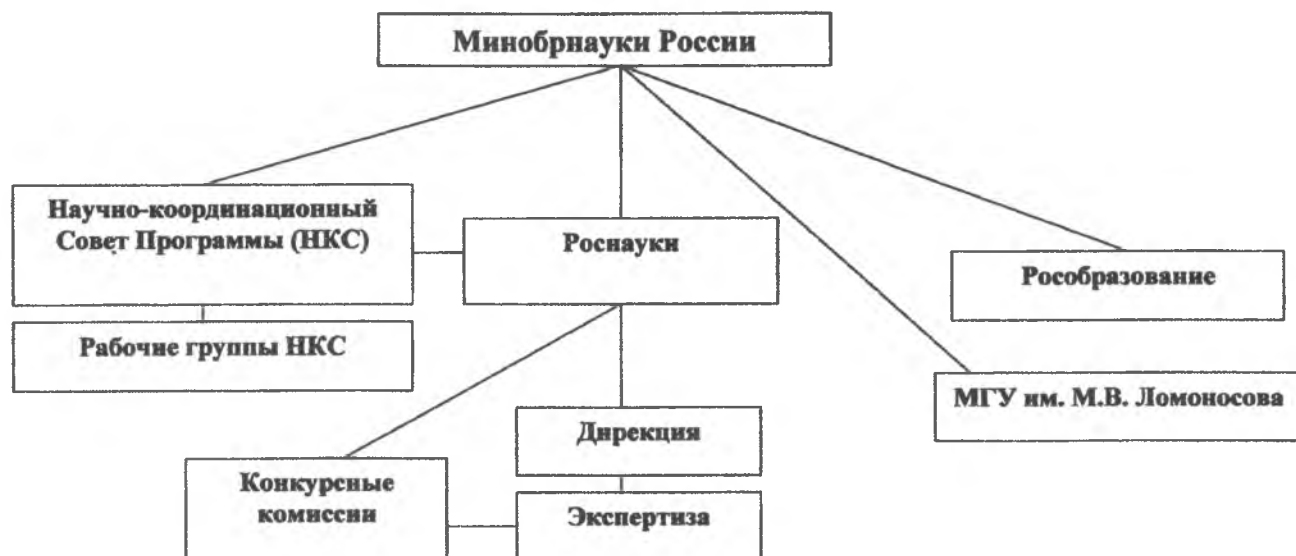 Минобрнауки России
Научно-координационный
Совет Программы (НКС)
Роснауки
Рособразование
Рабочие группы НКС
МГУ им. М.В. Ломоносова
Дирекция
Конкурсные
комиссии
Экспертиза